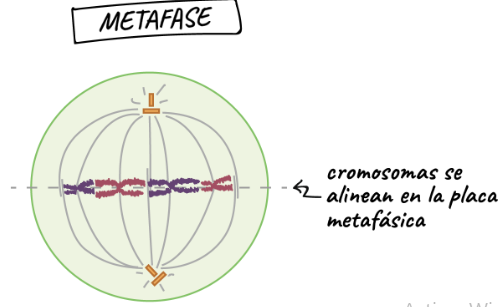 METAFASE
cromosomas se
alinean en la placa
metafásica